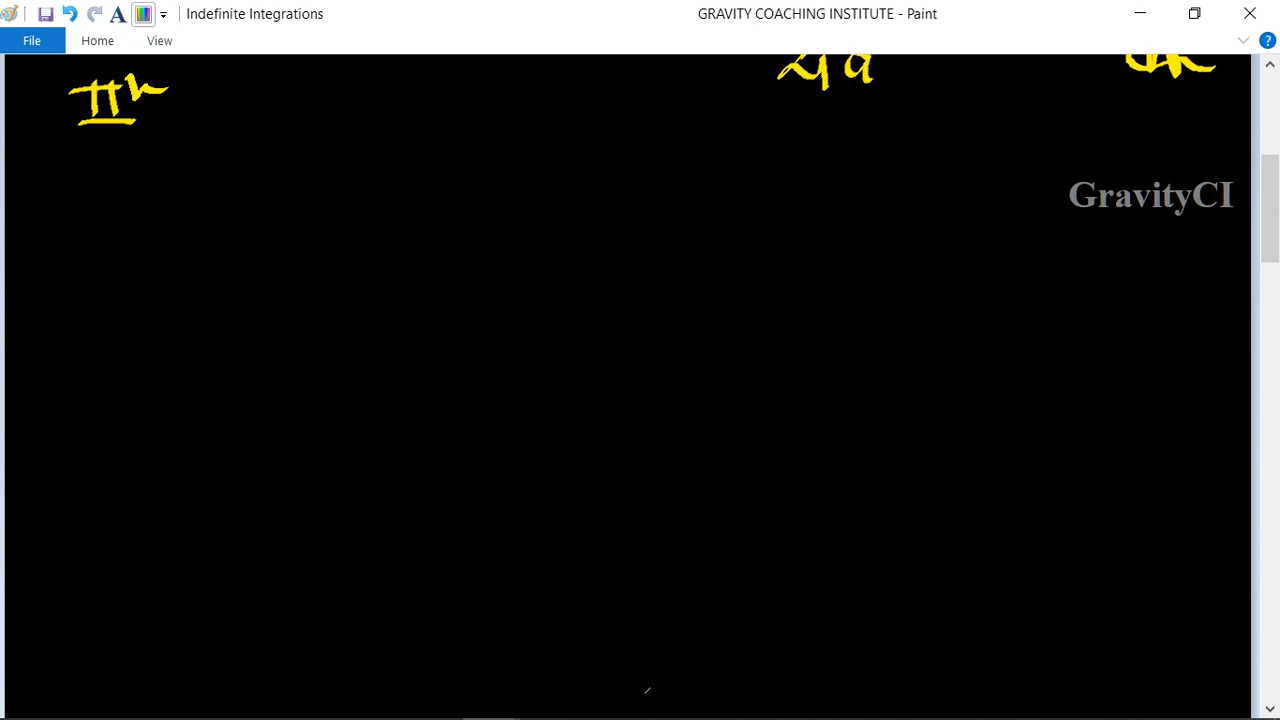 Indefinite Integrations
GRAVITY COACHING INSTITUTE - Paint
File Home View
GravityCI